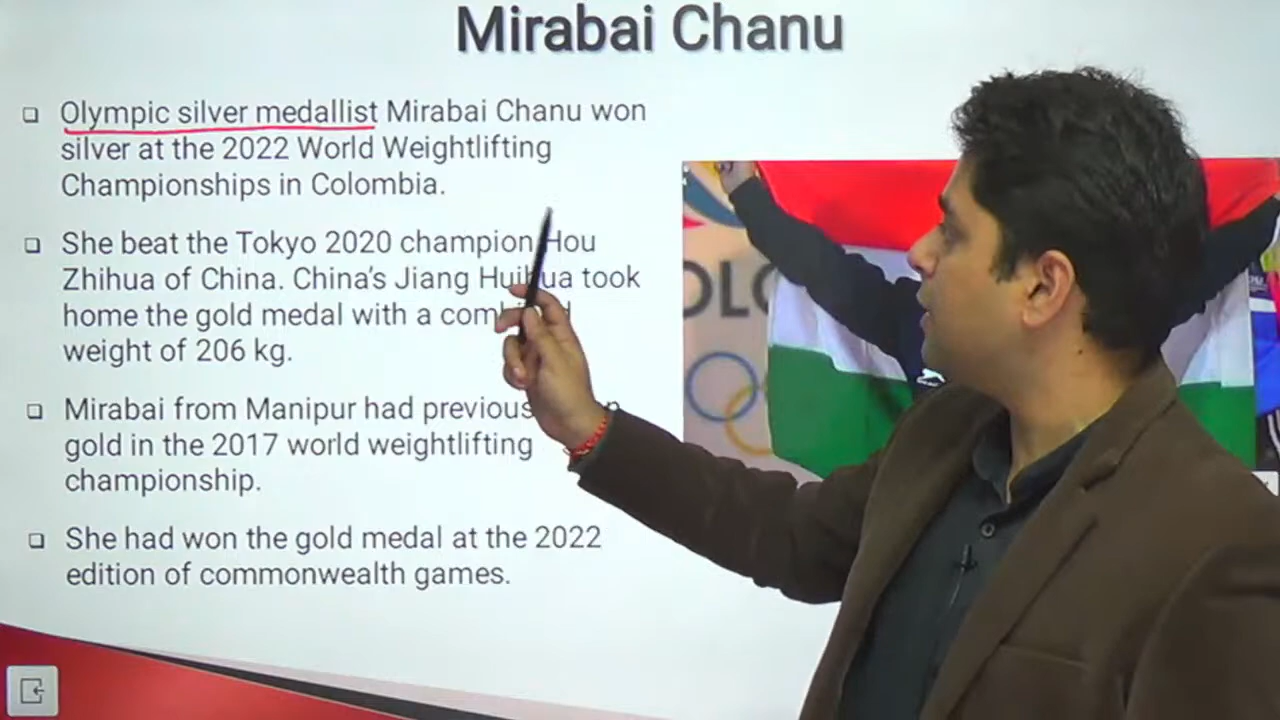 Mirabai Chanu
❑ Olympic silver medallist Mirabai Chanu won
silver at the 2022 World Weightlifting
Championships in Colombia.
❑ She beat the Tokyo 2020 champion Hou
Zhihua of China. China's Jiang Huihua took
home the gold medal with a
weight of 206 kg.
❑ Mirabai from Manipur had
gold in the 2017 world weightlifting
championship.
❑ She had won the gold medal at the 2022
edition of commonwealth games.